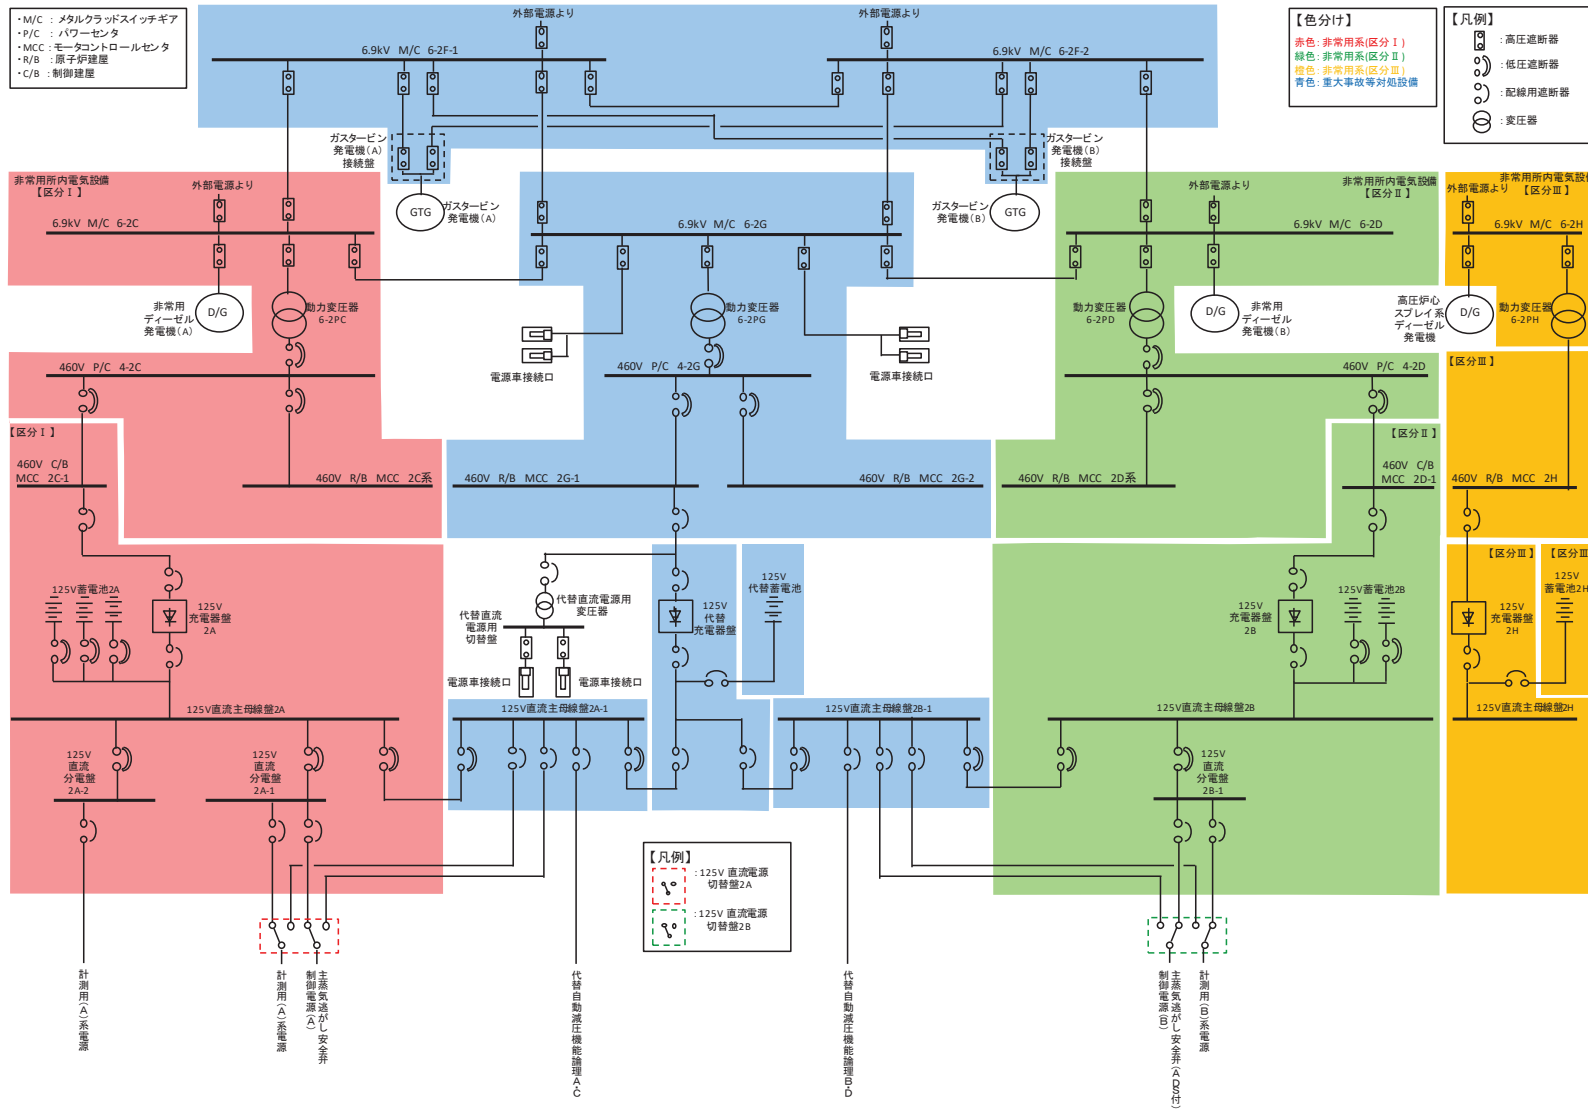 ・M/C : メタルクラッドスイッチギア
・P/C : パワーセンタ
・MCC : モータコントロールセンタ
・R/B : 原子炉建屋
・C/B : 制御建屋
外部電源より
外部電源より
6.9kV M/C 6-2F-1
6.9kV M/C 6-2F-2
【色分け】
赤色: 非常用系(区分Ⅰ)
緑色: 非常用系(区分Ⅱ)
橙色: 非常用系(区分Ⅲ)
青色: 重大事故等対処設備
【凡例】
: 高圧遮断器
: 低圧遮断器
: 配線用遮断器
: 変圧器
ガスタービン
発電機(A)
接続盤
ガスタービン
発電機(B)
接続盤
GTG
ガスタービン
発電機(A)
ガスタービン
発電機(B)
GTG
非常用所内電気設備
【区分Ⅰ】
外部電源より
6.9kV M/C 6-2C
6.9kV M/C 6-2G
外部電源より
非常用所内電気設備
【区分Ⅱ】
6.9kV M/C 6-2D
非常用所内電気設備
【区分Ⅲ】
外部電源より
6.9kV M/C 6-2H
非常用
ディーゼル
発電機(A)
D/G
動力変圧器
6-2PC
動力変圧器
6-2PG
動力変圧器
6-2PD
D/G
非常用
ディーゼル
発電機(B)
高圧炉心
スプレイ系
ディーゼル
発電機
D/G
動力変圧器
6-2PH
電源車接続口
電源車接続口
460V P/C 4-2C
460V P/C 4-2G
460V P/C 4-2D
【区分Ⅲ】
【区分Ⅰ】
460V C/B
MCC 2C-1
460V R/B MCC 2C系
460V R/B MCC 2G-1
460V R/B MCC 2G-2
460V R/B MCC 2D系
【区分Ⅱ】
460V C/B
MCC 2D-1
460V R/B MCC 2H
125V蓄電池2A
125V
充電器盤
2A
代替直流
電源用
切替盤
代替直流電源用
変圧器
電源車接続口
電源車接続口
125V
代替
充電器盤
125V
代替蓄電池
125V
充電器盤
2B
125V蓄電池2B
【区分Ⅲ】
125V
充電器盤
2H
【区分Ⅲ
125V
蓄電池2H
125V直流主母線盤2A
125V直流主母線盤2A-1
125V直流主母線盤2B-1
125V直流主母線盤2B
125V直流主母線盤2H
125V
直流
分電盤
2A-2
125V
直流
分電盤
2A-1
125V
直流
分電盤
2B-1
【凡例】
: 125V 直流電源
切替盤2A
: 125V 直流電源
切替盤2B
計測用(A)系電源
計測用(A)系電源
主蒸気逃がし安全弁
制御電源(A)
代替自動減圧機能論理A・C
代替自動減圧機能論理B・D
主蒸気逃がし安全弁(ADS付)
制御電源(B)
計測用(B)系電源